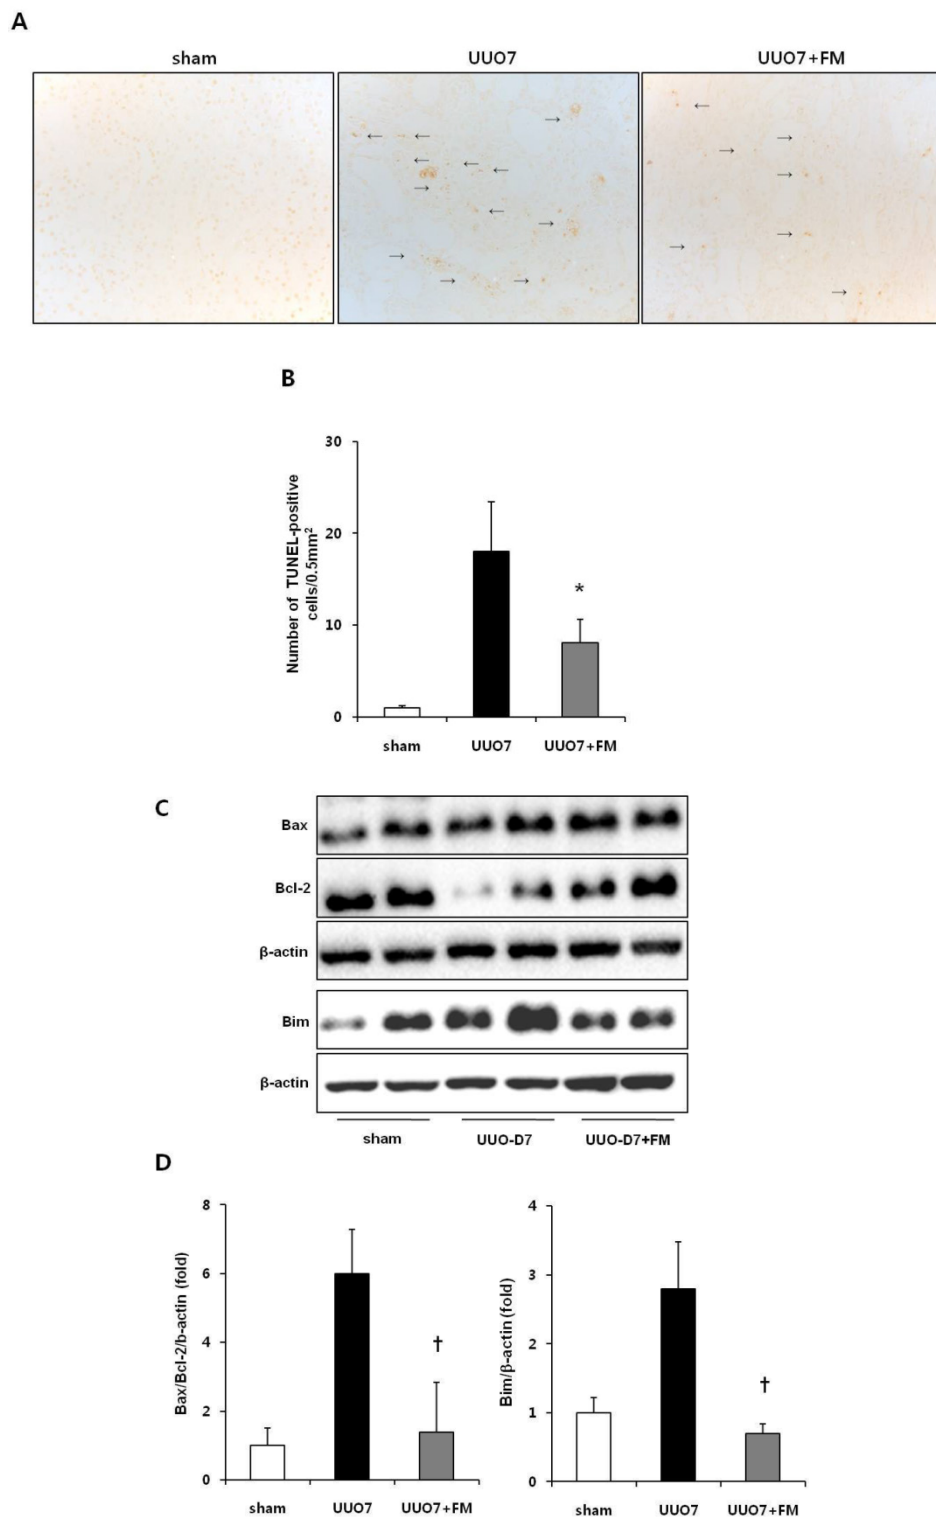 A
sham UUO7 UUO7+FM
B
30
20
10
0
Number of TUNEL-positive
cells/0.5mm²
*
sham UUO7 UUO7+FM
C
Bax
Bcl-2
β-actin
Bim
β-actin
sham UUO-D7 UUO-D7+FM
D
8
6
4
2
0
Bax/Bcl-2/b-actin (fold)
†
sham UUO7 UUO7+FM
4
3
2
1
0
Bim/β-actin (fold)
†
sham UUO7 UUO7+FM